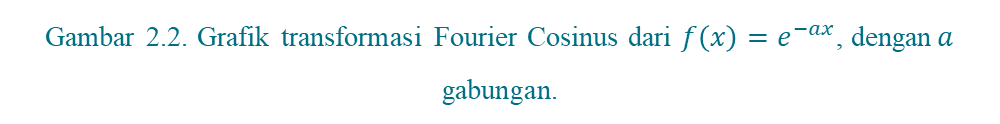 Gambar 2.2. Grafik transformasi Fourier Cosinus dari f(x) = e^{-ax}, dengan a
gabungan.